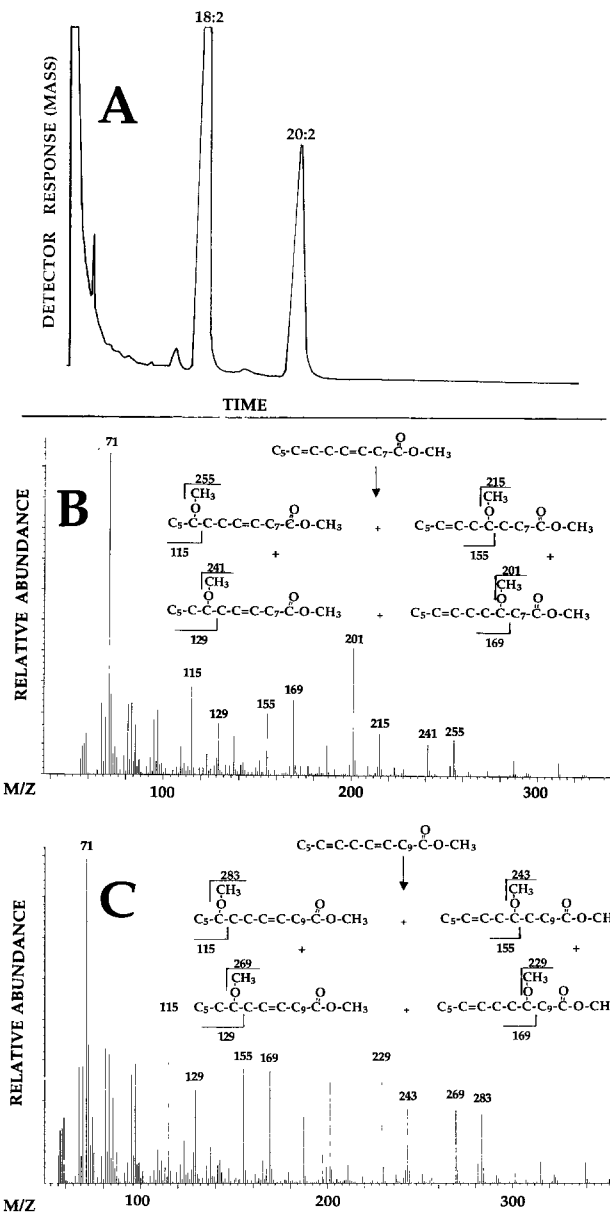 18:2
A
20:2
DETECTOR RESPONSE (MASS)
TIME
71
B
RELATIVE ABUNDANCE
C₅-C=C-C-C=C-C₇-C-O-CH₃
O
255
CH₃
O
C₅-C-C-C-C=C-C₇-C-O-CH₃
O
115
+
215
CH₃
O
C₅-C=C-C-C-C-C₇-C-O-CH₃
O
155
+
+
241
CH₃
O
C₅-C-C-C-C=C-C₇-C-O-CH₃
O
129
+
201
CH₃
O
C₅-C=C-C-C-C-C₇-C-O-CH₃
O
169
115
129
155
169
201
215
241
255
M/Z
100
200
300
71
C
RELATIVE ABUNDANCE
C₅-C=C-C-C=C-C₉-C-O-CH₃
O
283
CH₃
O
C₅-C-C-C-C=C-C₉-C-O-CH₃
O
115
+
243
CH₃
O
C₅-C=C-C-C-C-C₉-C-O-CH
O
155
+
+
269
CH₃
O
115
C₅-C-C-C-C=C-C₉-C-O-CH₃
O
129
+
229
CH₃
O
C₅-C=C-C-C-C-C₉-C-O-CH
O
169
129
155
169
229
243
269
283
M/Z
100
200
300